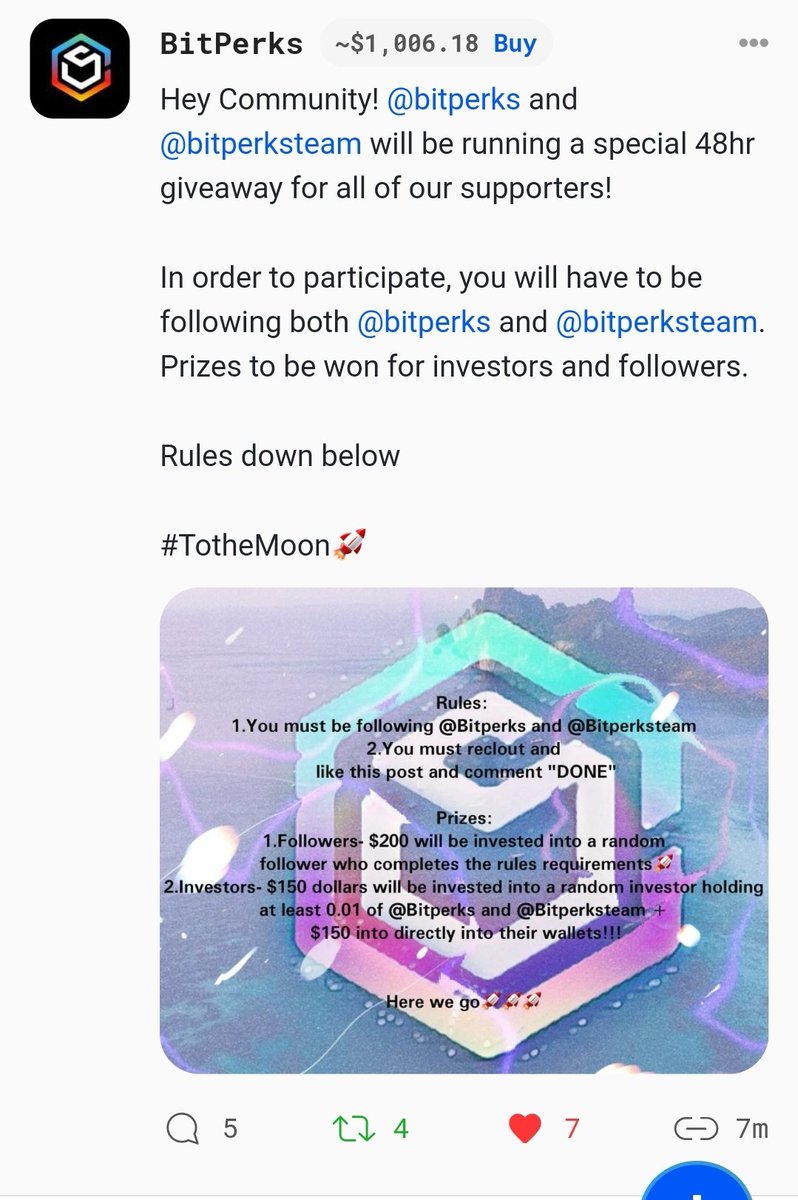 BitPerks ~$1,006.18 Buy
Hey Community! @bitperks and
@bitperksteam will be running a special 48hr
giveaway for all of our supporters!
In order to participate, you will have to be
following both @bitperks and @bitperksteam.
Prizes to be won for investors and followers.
Rules down below
#TotheMoon🚀
Rules:
1.You must be following @Bitperks and @Bitperksteam
2.You must reclout and
like this post and comment "DONE"
Prizes:
1.Followers- $200 will be invested into a random
follower who completes the rules requirements🚀
2.Investors- $150 dollars will be invested into a random investor holding
at least 0.01 of @Bitperks and @Bitperksteam +
$150 into directly into their wallets!!!
Here we go🚀🚀🚀
5 4 7 7m